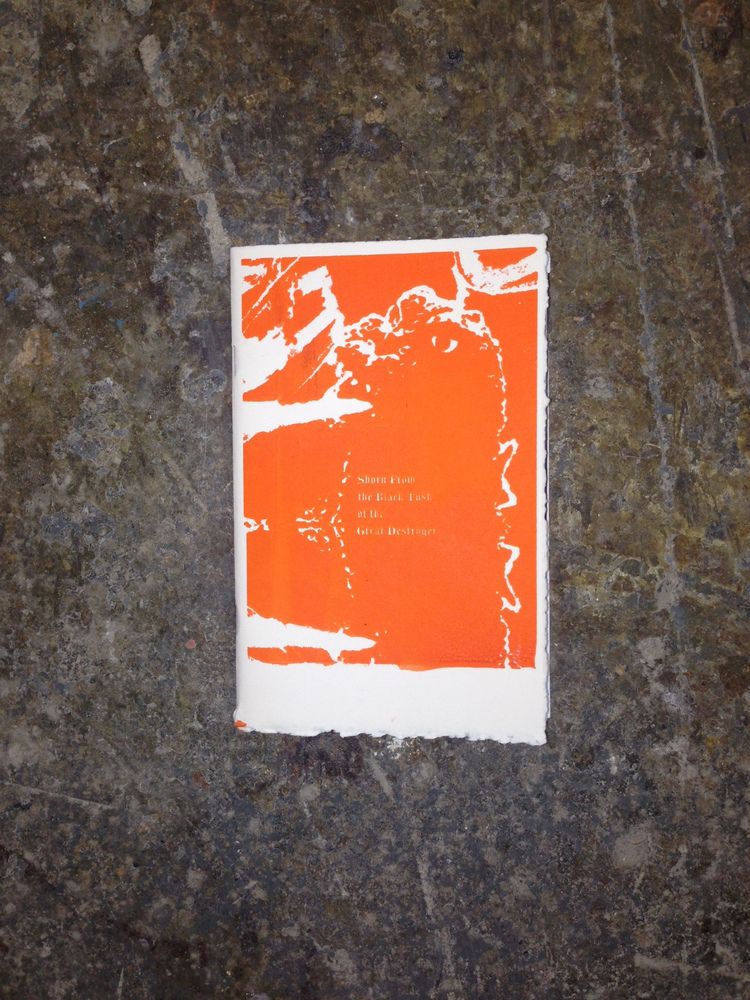 Shorn From
the Black Tusk
of the
Great Destroyer